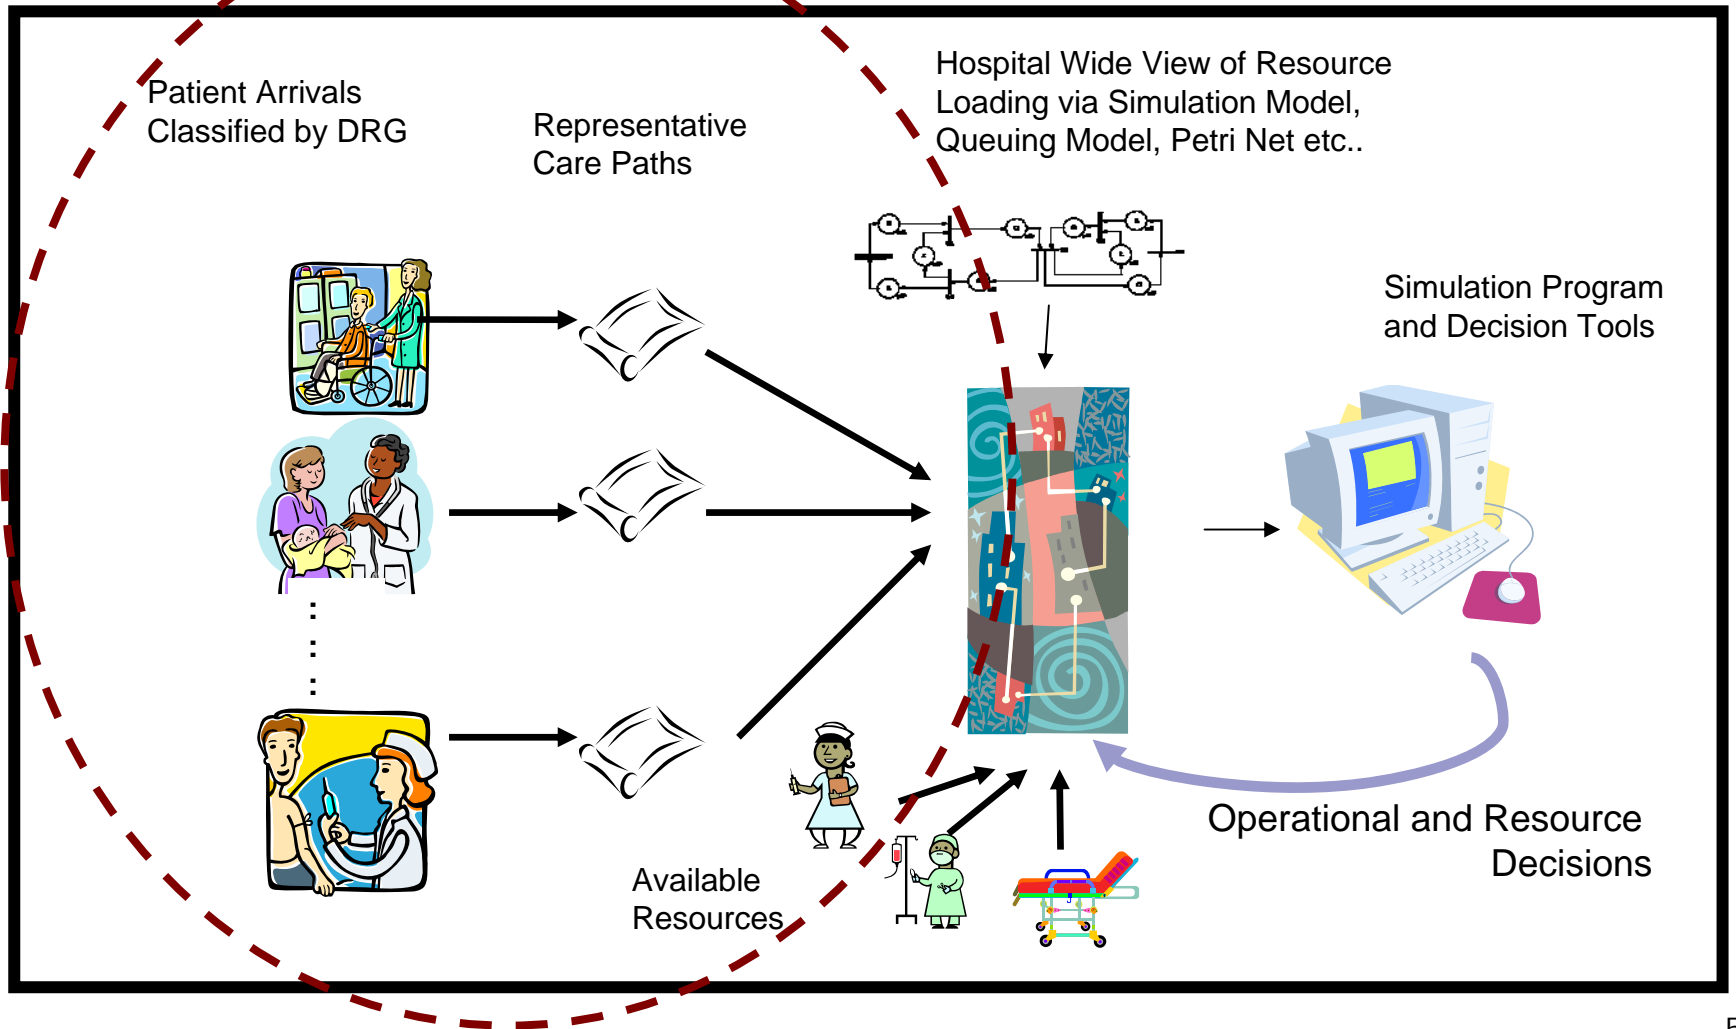 Patient Arrivals
Classified by DRG
Representative
Care Paths
Hospital Wide View of Resource
Loading via Simulation Model,
Queuing Model, Petri Net etc..
Simulation Program
and Decision Tools
:
:
:
Available
Resources
Operational and Resource
Decisions